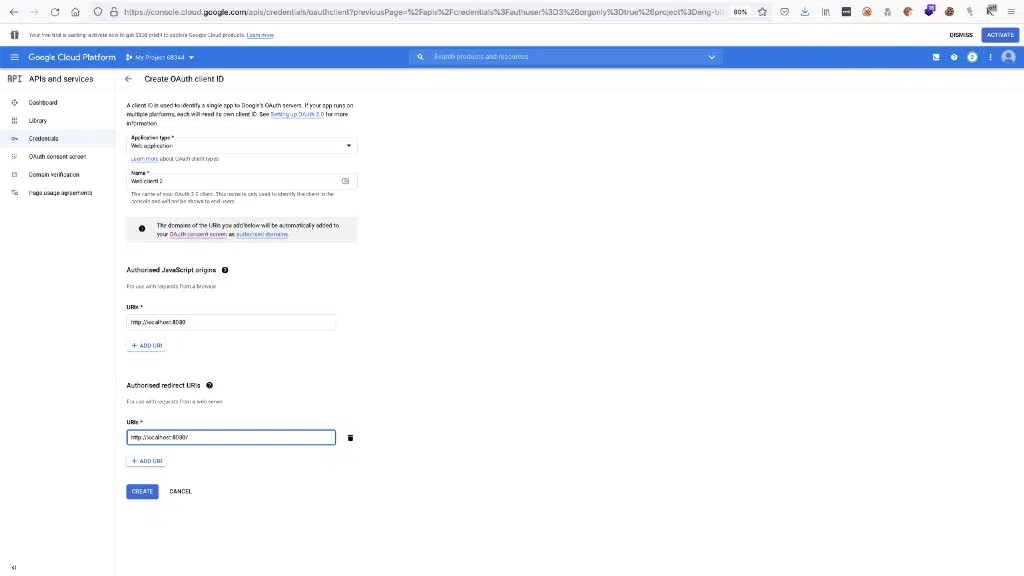 https://console.cloud.google.com/apis/credentials/oauthclient?previousPage=%2Fapis%2Fcredentials%3Fauthuser%3D3%26orgonly%3Dtrue%26project%3Deng-bl
80%
Your free trial is waiting: activate now to get $300 credit to explore Google Cloud products. Learn more
DISMISS
ACTIVATE
Google Cloud Platform
My Project 68344
Search products and resources
2
API APIs and services
Create OAuth client ID
Dashboard
Library
Credentials
OAuth consent screen
Domain verification
Page usage agreements
A client ID is used to identify a single app to Google's OAuth servers. If your app runs on
multiple platforms, each will need its own client ID. See Setting up OAuth 2.0 for more
information.
Application type *
Web application
Learn more about OAuth client types
Name *
Web client 2
The name of your OAuth 2.0 client. This name is only used to identify the client in the
console and will not be shown to end users.
The domains of the URIs you add below will be automatically added to
your OAuth consent screen as authorised domains.
Authorised JavaScript origins
For use with requests from a browser
URIs *
http://localhost:8080
+ ADD URI
Authorised redirect URIs
For use with requests from a web server
URIs *
http://localhost:8080/
+ ADD URI
CREATE
CANCEL